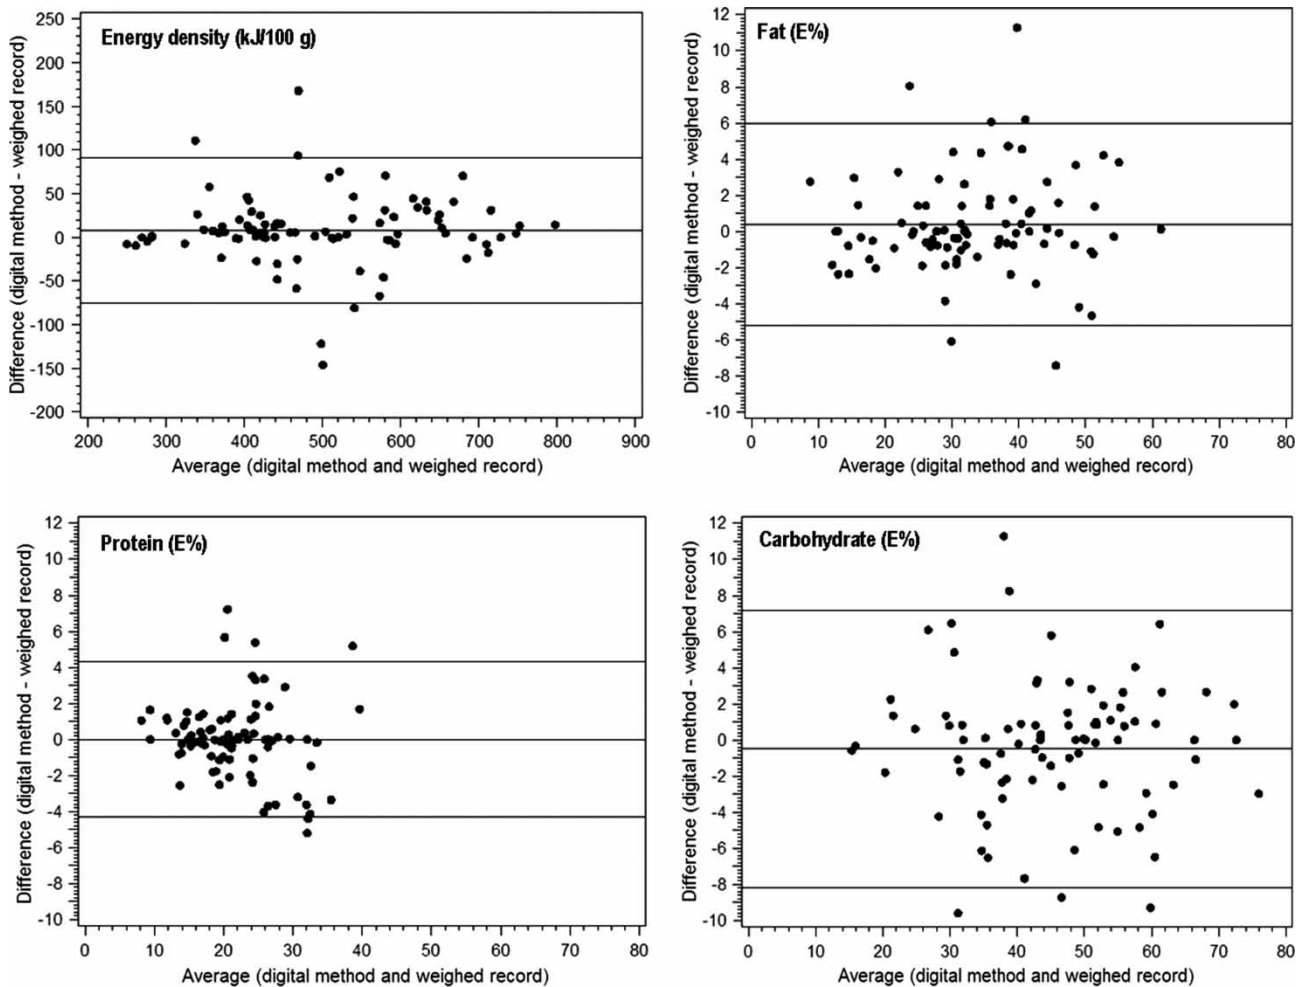 Energy density (kJ/100 g)
Difference (digital method - weighed record)
250
200
150
100
50
0
-50
-100
-150
-200
200 300 400 500 600 700 800 900
Average (digital method and weighed record)
Fat (E%)
Difference (digital method - weighed record)
12
10
8
6
4
2
0
-2
-4
-6
-8
-10
0 10 20 30 40 50 60 70 80
Average (digital method and weighed record)
Protein (E%)
Difference (digital method - weighed record)
12
10
8
6
4
2
0
-2
-4
-6
-8
-10
0 10 20 30 40 50 60 70 80
Average (digital method and weighed record)
Carbohydrate (E%)
Difference (digital method - weighed record)
12
10
8
6
4
2
0
-2
-4
-6
-8
-10
0 10 20 30 40 50 60 70 80
Average (digital method and weighed record)